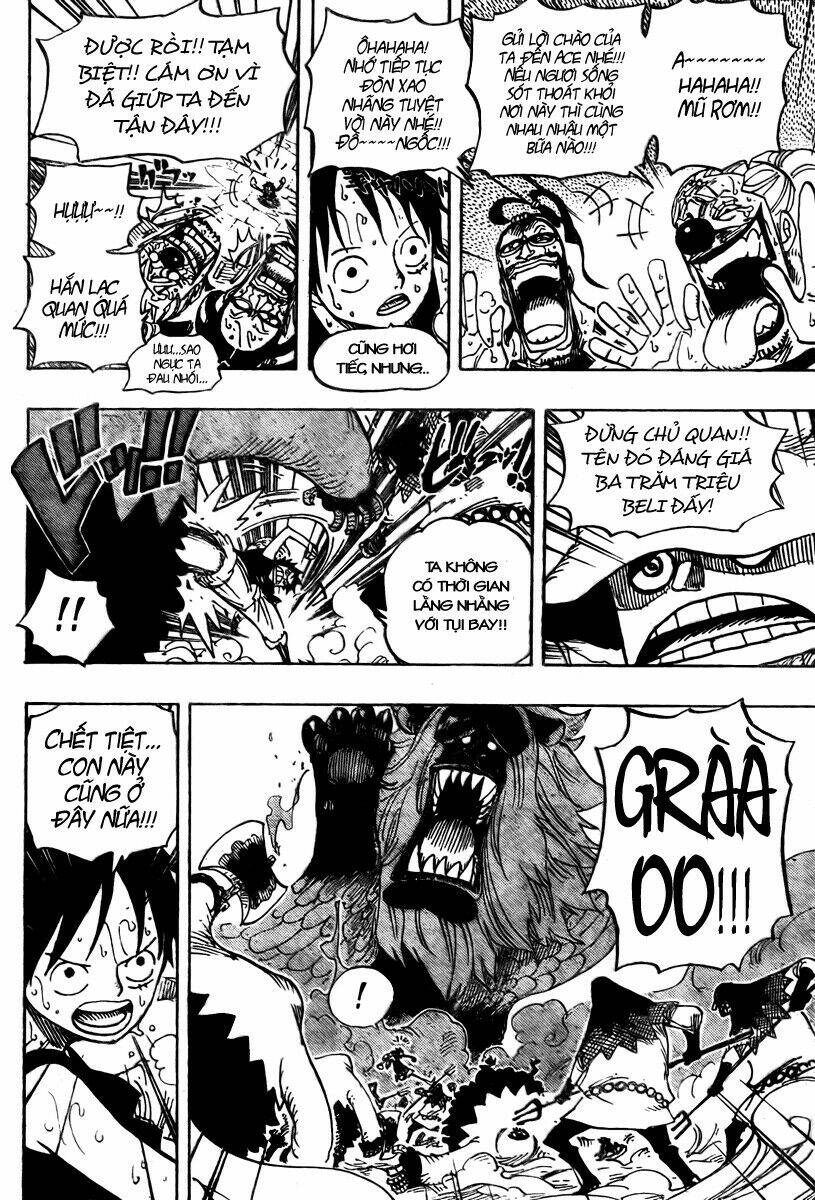 A~~~~~~~
HAHAHA!!
MŨ RƠM!!
GỬI LỜI CHÀO CỦA
TA ĐẾN ACE NHÉ!!!
NẾU NGƯƠI SỐNG
SÓT THOÁT KHỎI
NƠI NÀY THÌ CÙNG
NHAU NHẬU MỘT
BỮA NÀO!!!
ÔHAHAHA!
NHỚ TIẾP TỤC
ĐÒN XAO
NHÃNG TUYỆT
VỜI NÀY NHÉ!!
ĐỒ~~~~NGỐC!!!
CŨNG HƠI
TIẾC, NHƯNG..
ĐƯỢC RỒI!! TẠM
BIỆT!! CÁM ƠN VÌ
ĐÃ GIÚP TA ĐẾN
TẬN ĐÂY!!!
HỰỰỰ~~!!
HẮN LẠC
QUAN QUÁ
MỨC!!!
ƯƯƯ...SAO
NGỰC TA
ĐAU NHÓI...
ĐỪNG CHỦ QUAN!!
TÊN ĐÓ ĐÁNG GIÁ
BA TRĂM TRIỆU
BELI ĐẤY!
TA KHÔNG
CÓ THỜI GIAN
LẰNG NHẰNG
VỚI TỤI BAY!!
ドッ!!
!!
GRÀÀ
OO!!!
!
CHẾT TIỆT...
CON NÀY
CŨNG Ở
ĐÂY NỮA!!!